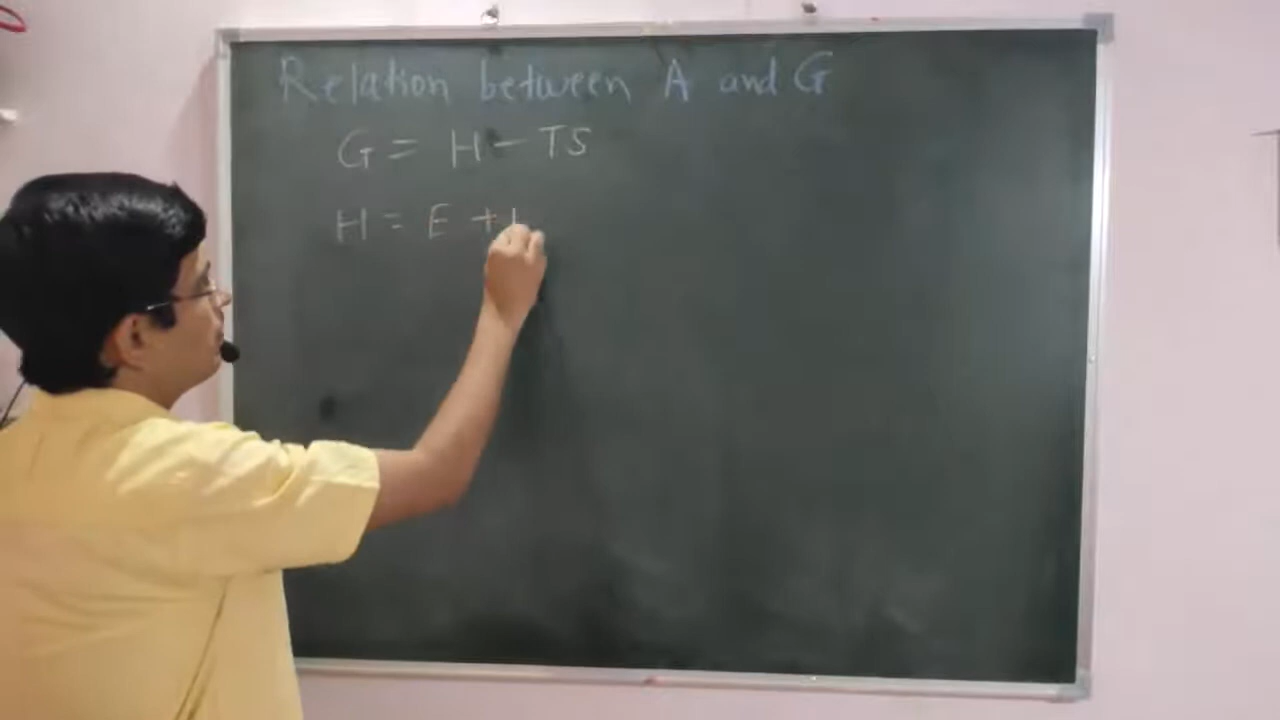 Relation between A and G
G = H - TS
H = E +